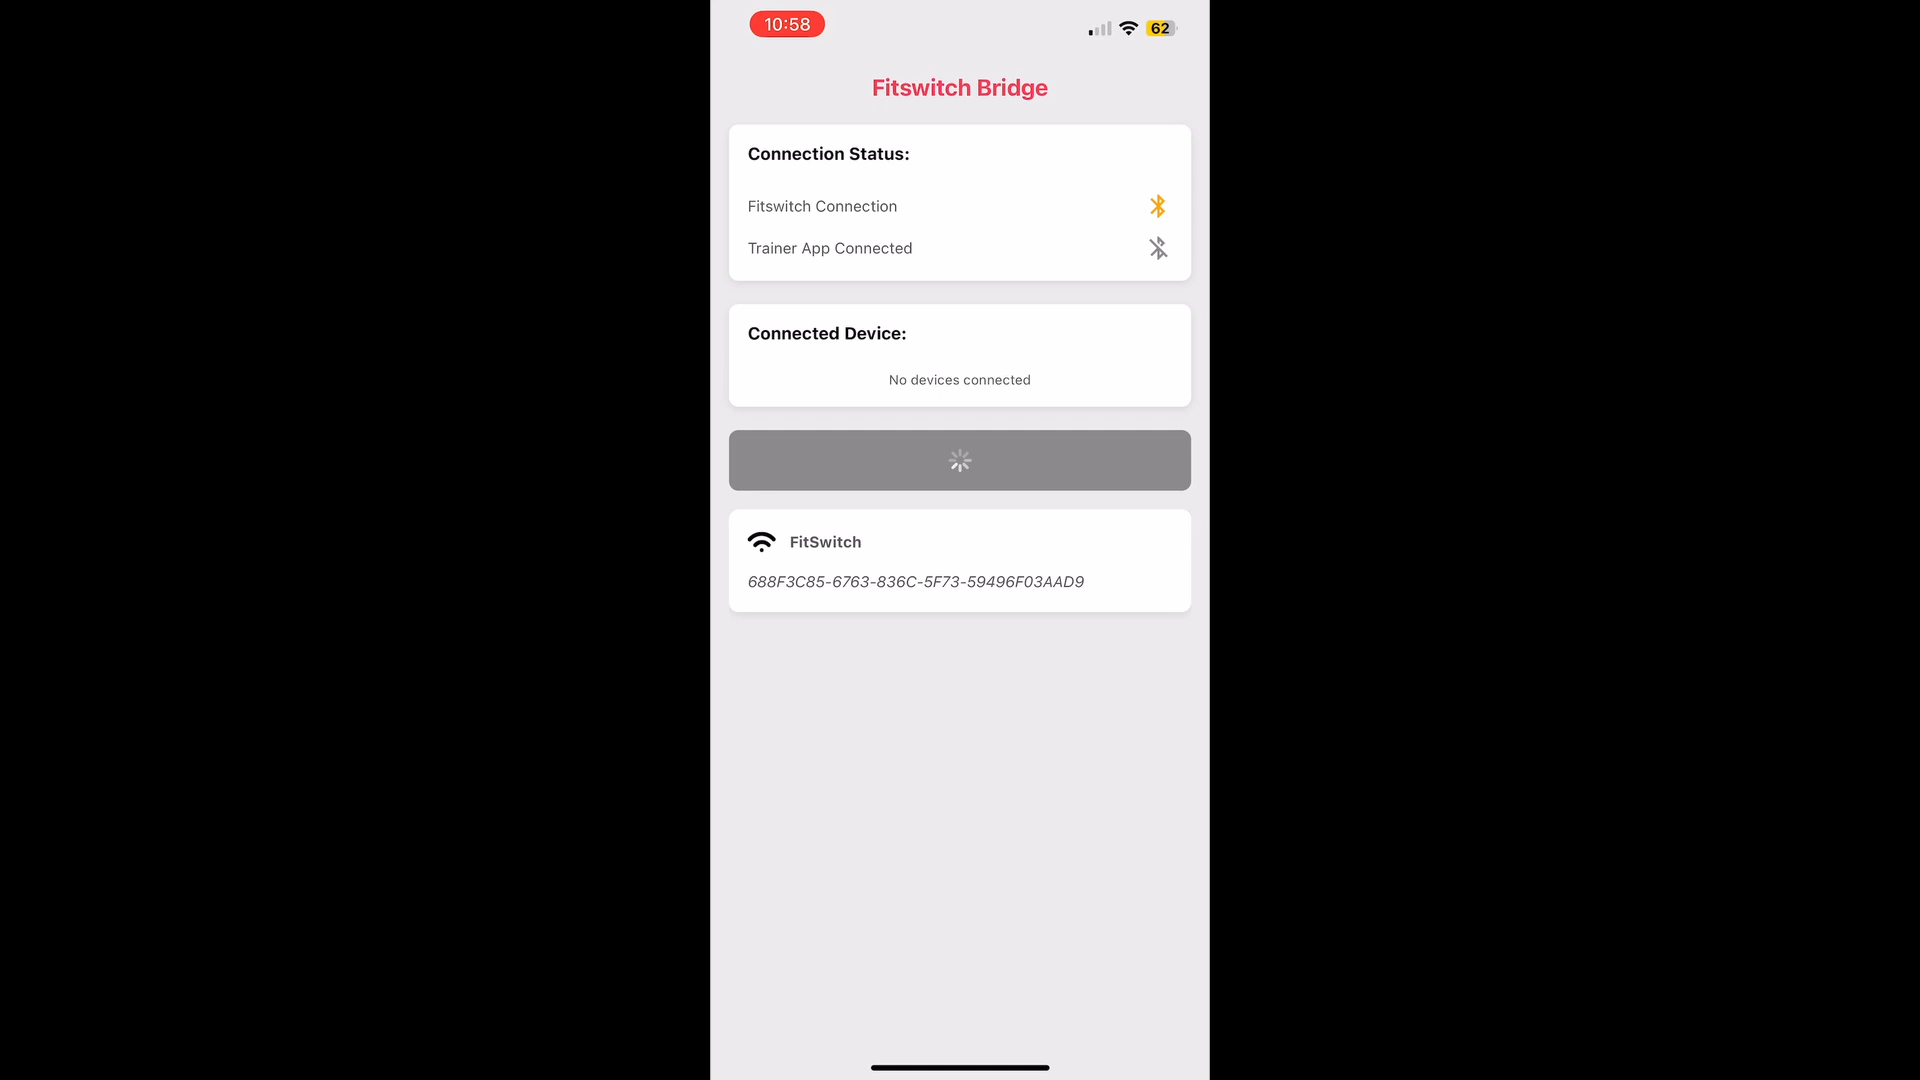 10:58
62
Fitswitch Bridge
Connection Status:
Fitswitch Connection
Trainer App Connected
Connected Device:
No devices connected
FitSwitch
688F3C85-6763-836C-5F73-59496F03AAD9